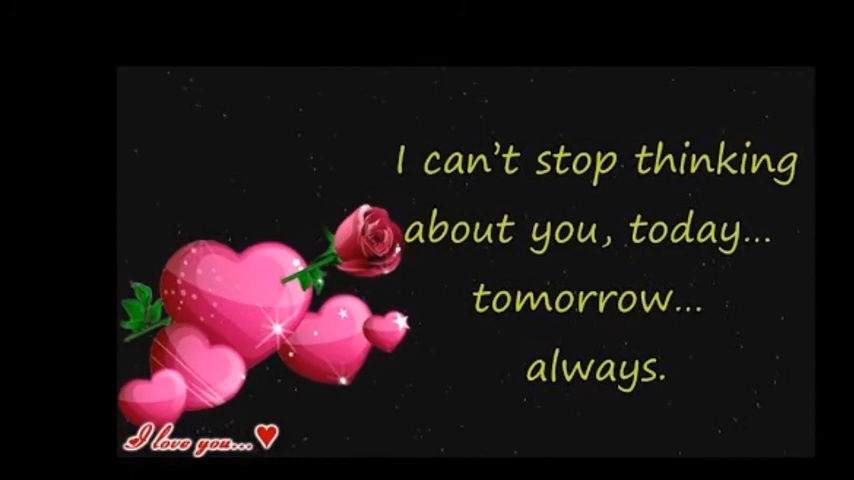 I can't stop thinking
about you, today...
tomorrow...
always.
I love you...